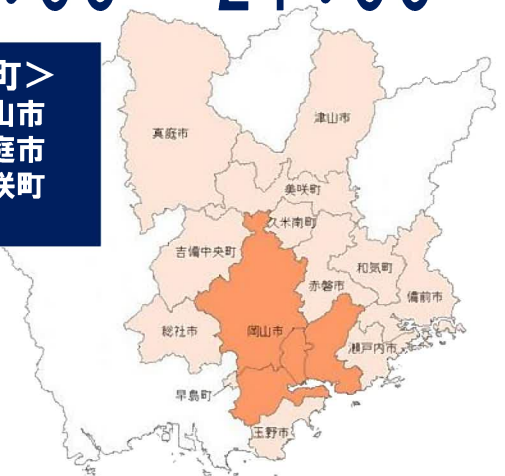 町＞
山市
庭市
咲町
真庭市
津山市
美咲町
久米南町
吉備中央町
和気町
赤磐市
備前市
総社市
岡山市
瀬戸内市
早島町
玉野市